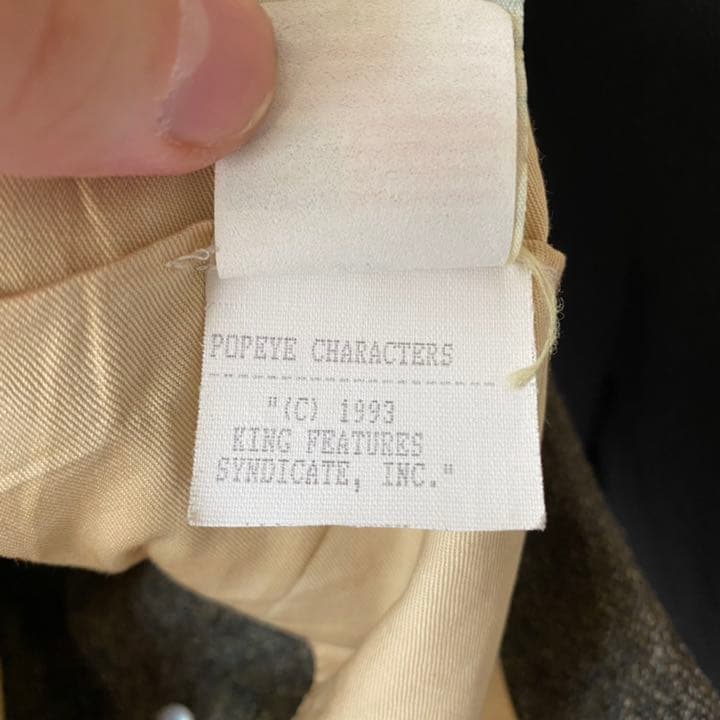 POPEYE CHARACTERS
"(C) 1993
KING FEATURES
SYNDICATE, INC."